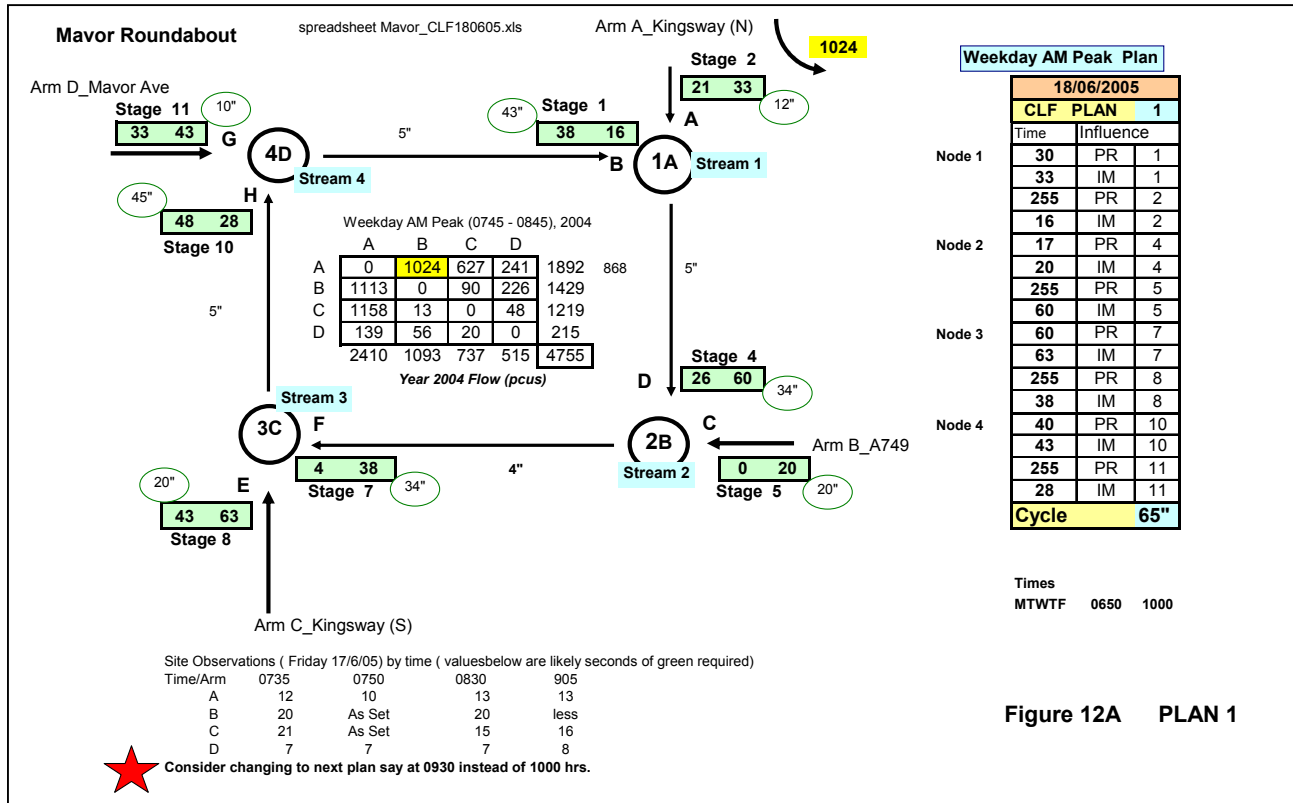 Mavor Roundabout
spreadsheet Mavor_CLF180605.xls
Arm A_Kingsway (N)
1024
Weekday AM Peak Plan
Arm D_Mavor Ave
Stage 11
10"
33 43
G
5"
43"
Stage 1
38 16
B
Stage 2
21 33
12"
A
4D
Stream 4
1A
Stream 1
H
45"
48 28
Stage 10
5"
5"
Weekday AM Peak (0745 - 0845), 2004
A B C D
A 0 1024 627 241 1892 868
B 1113 0 90 226 1429
C 1158 13 0 48 1219
D 139 56 20 0 215
2410 1093 737 515 4755
Year 2004 Flow (pcus)
Stage 4
D 26 60
34"
Stream 3
3C
F
4 38
Stage 7
34"
4"
2B
Stream 2
C
Arm B_A749
0 20
Stage 5
20"
20"
E
43 63
Stage 8
Arm C_Kingsway (S)
18/06/2005
CLF PLAN 1
Time Influence
Node 1 30 PR 1
33 IM 1
255 PR 2
16 IM 2
Node 2 17 PR 4
20 IM 4
255 PR 5
60 IM 5
Node 3 60 PR 7
63 IM 7
255 PR 8
38 IM 8
Node 4 40 PR 10
43 IM 10
255 PR 11
28 IM 11
Cycle 65"
Times
MTWTF 0650 1000
Site Observations ( Friday 17/6/05) by time ( valuesbelow are likely seconds of green required)
Time/Arm 0735 0750 0830 905
A 12 10 13 13
B 20 As Set 20 less
C 21 As Set 15 16
D 7 7 7 8
Consider changing to next plan say at 0930 instead of 1000 hrs.
Figure 12A PLAN 1